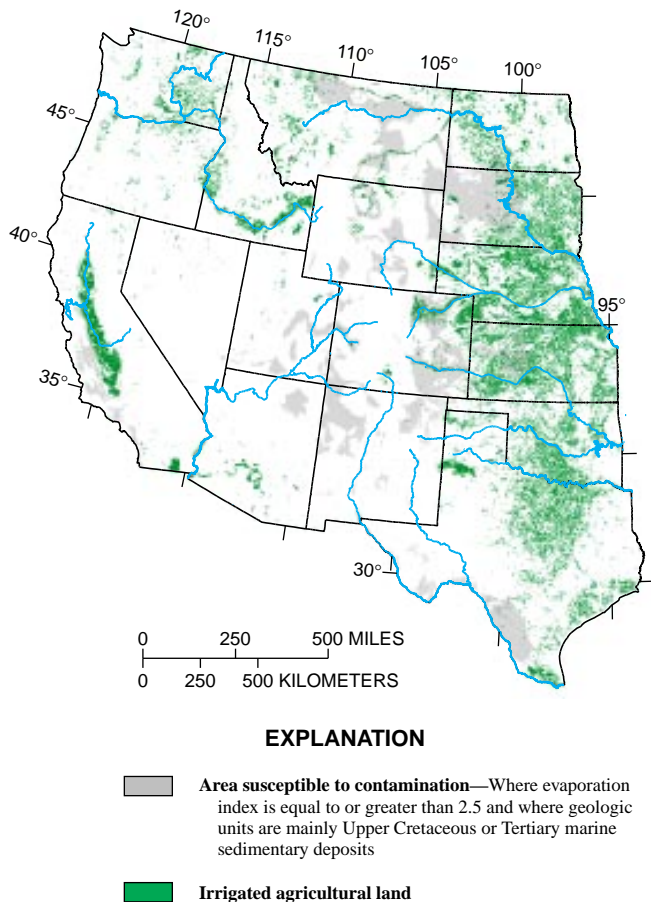 120°
115°
110°
105°
100°
45°
40°
95°
35°
30°
0 250 500 MILES
0 250 500 KILOMETERS
EXPLANATION
Area susceptible to contamination—Where evaporation
index is equal to or greater than 2.5 and where geologic
units are mainly Upper Cretaceous or Tertiary marine
sedimentary deposits
Irrigated agricultural land